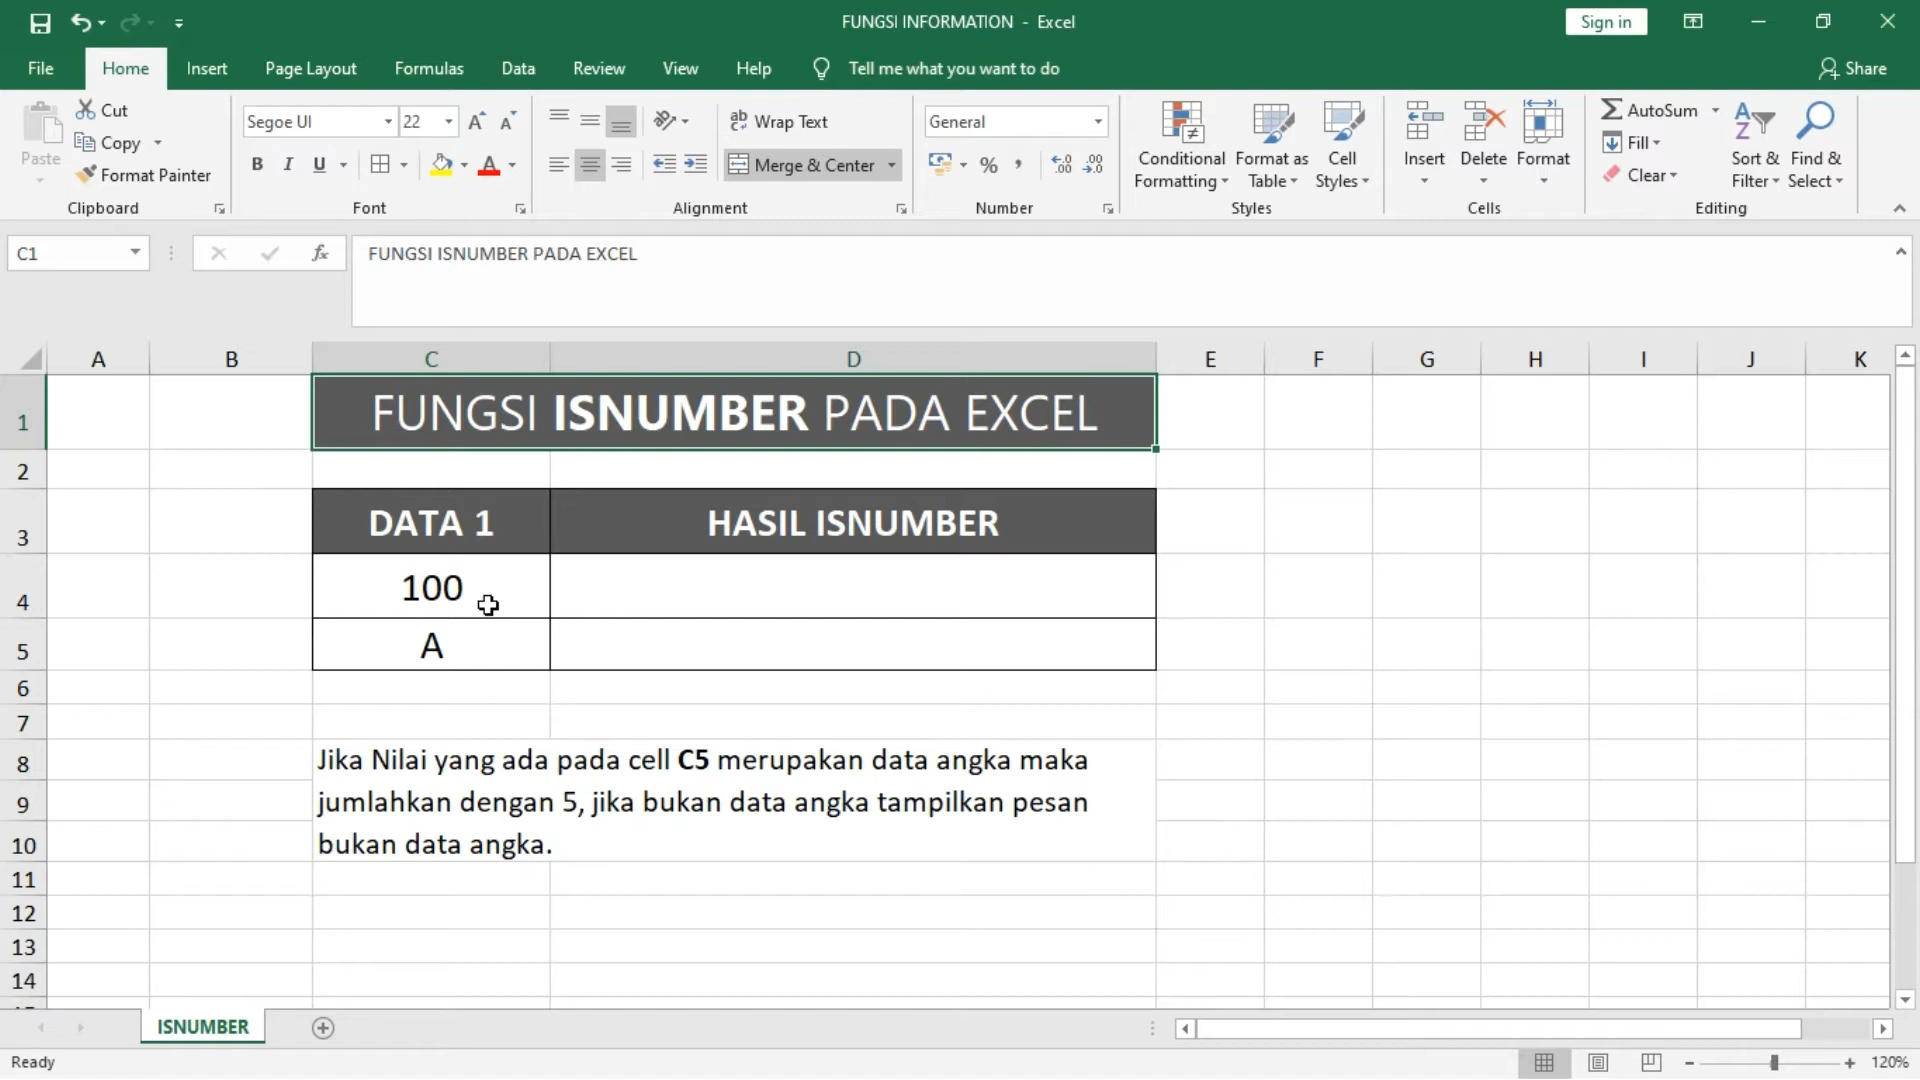 FUNGSI INFORMATION - Excel
Sign in
File Home Insert Page Layout Formulas Data Review View Help Tell me what you want to do Share
Paste
Cut
Copy
Format Painter
Clipboard
Segoe UI 22
B I U
Font
Wrap Text
Merge & Center
Alignment
General
Number
Conditional Formatting
Format as Table
Cell Styles
Styles
Insert Delete Format
Cells
AutoSum
Fill
Clear
Sort & Filter
Find & Select
Editing
C1 fx FUNGSI ISNUMBER PADA EXCEL
A B C D E F G H I J K
1 FUNGSI ISNUMBER PADA EXCEL
2
3 DATA 1 HASIL ISNUMBER
4 100
5 A
6
7
8 Jika Nilai yang ada pada cell C5 merupakan data angka maka
9 jumlahkan dengan 5, jika bukan data angka tampilkan pesan
10 bukan data angka.
11
12
13
14
ISNUMBER
Ready 120%